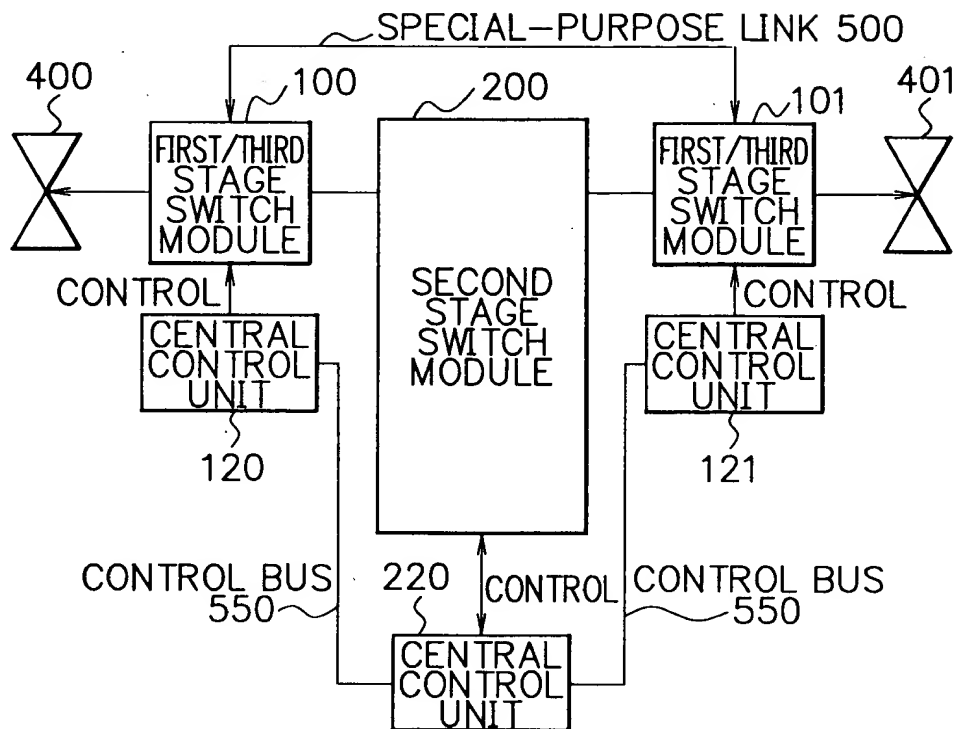 SPECIAL-PURPOSE LINK 500
400
100
200
101
401
FIRST/THIRD
STAGE
SWITCH
MODULE
FIRST/THIRD
STAGE
SWITCH
MODULE
SECOND
STAGE
SWITCH
MODULE
CONTROL
CONTROL
CENTRAL
CONTROL
UNIT
CENTRAL
CONTROL
UNIT
120
121
CONTROL BUS
550
220
CONTROL
CONTROL BUS
550
CENTRAL
CONTROL
UNIT